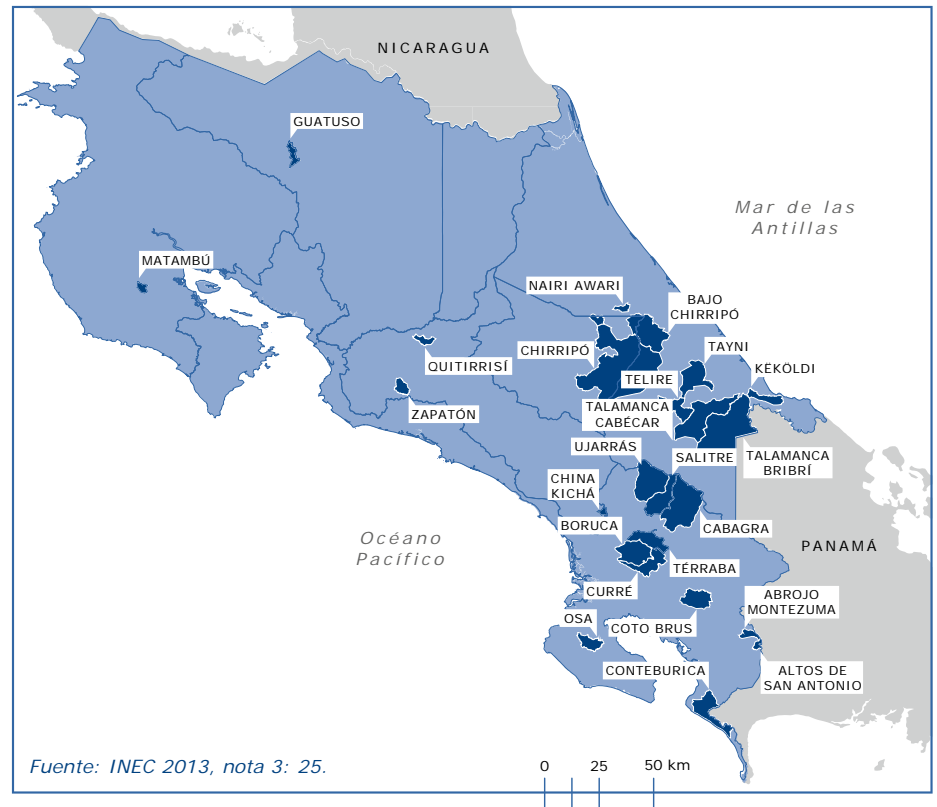 NICARAGUA
GUATUSO
Mar de las
Antillas
MATAMBÚ
NAIRI AWARI
BAJO
CHIRRIPÓ
CHIRRIPÓ
TAYNI
QUITIRRISÍ
TELIRE
KËKÖLDI
ZAPATÓN
TALAMANCA
CABÉCAR
UJARRÁS
SALITRE
TALAMANCA
BRIBRÍ
CHINA
KICHÁ
BORUCA
CABAGRA
Océano
Pacífico
PANAMÁ
TÉRRABA
CURRÉ
ABROJO
MONTEZUMA
OSA
COTO BRUS
CONTEBURICA
ALTOS DE
SAN ANTONIO
Fuente: INEC 2013, nota 3: 25.
0 25 50 km